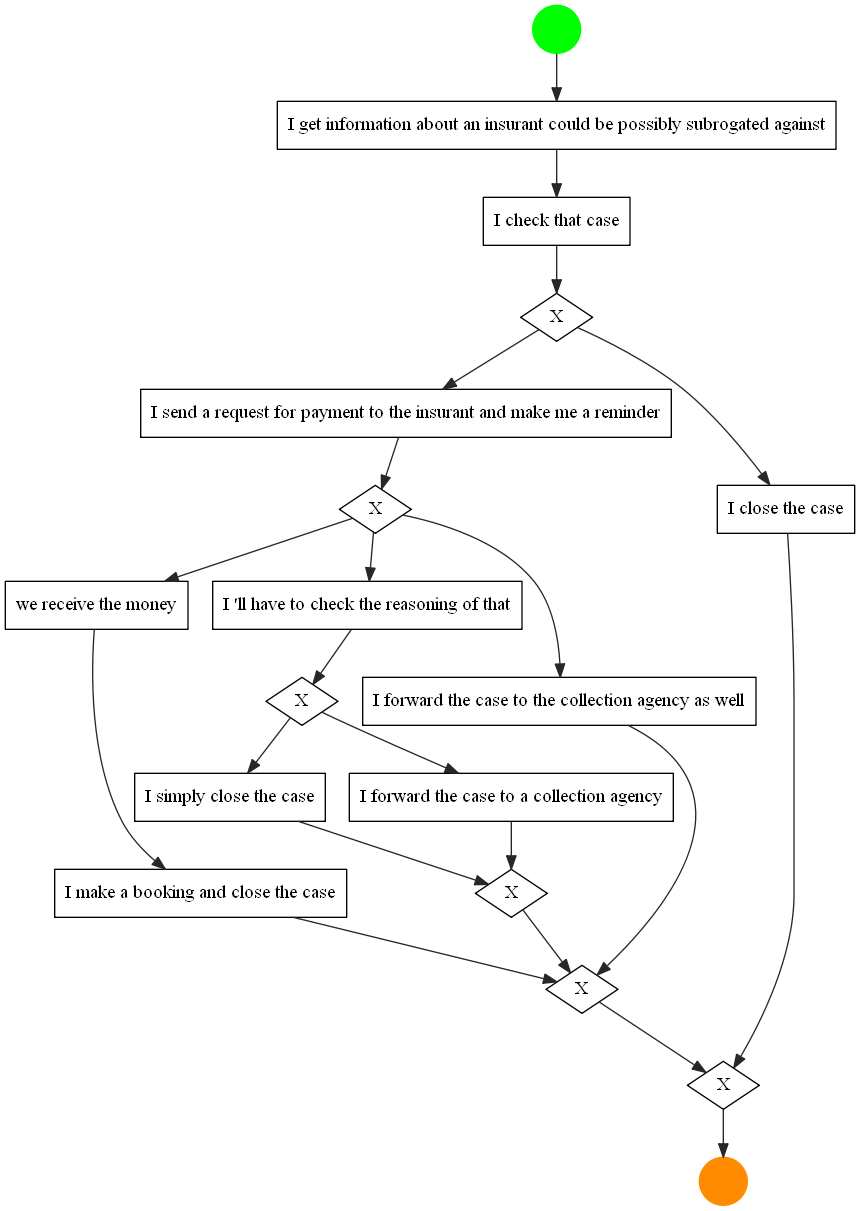 I get information about an insurant could be possibly subrogated against
I check that case
X
I send a request for payment to the insurant and make me a reminder
X
I close the case
we receive the money
I 'll have to check the reasoning of that
X
I forward the case to the collection agency as well
I simply close the case
I forward the case to a collection agency
I make a booking and close the case
X
X
X